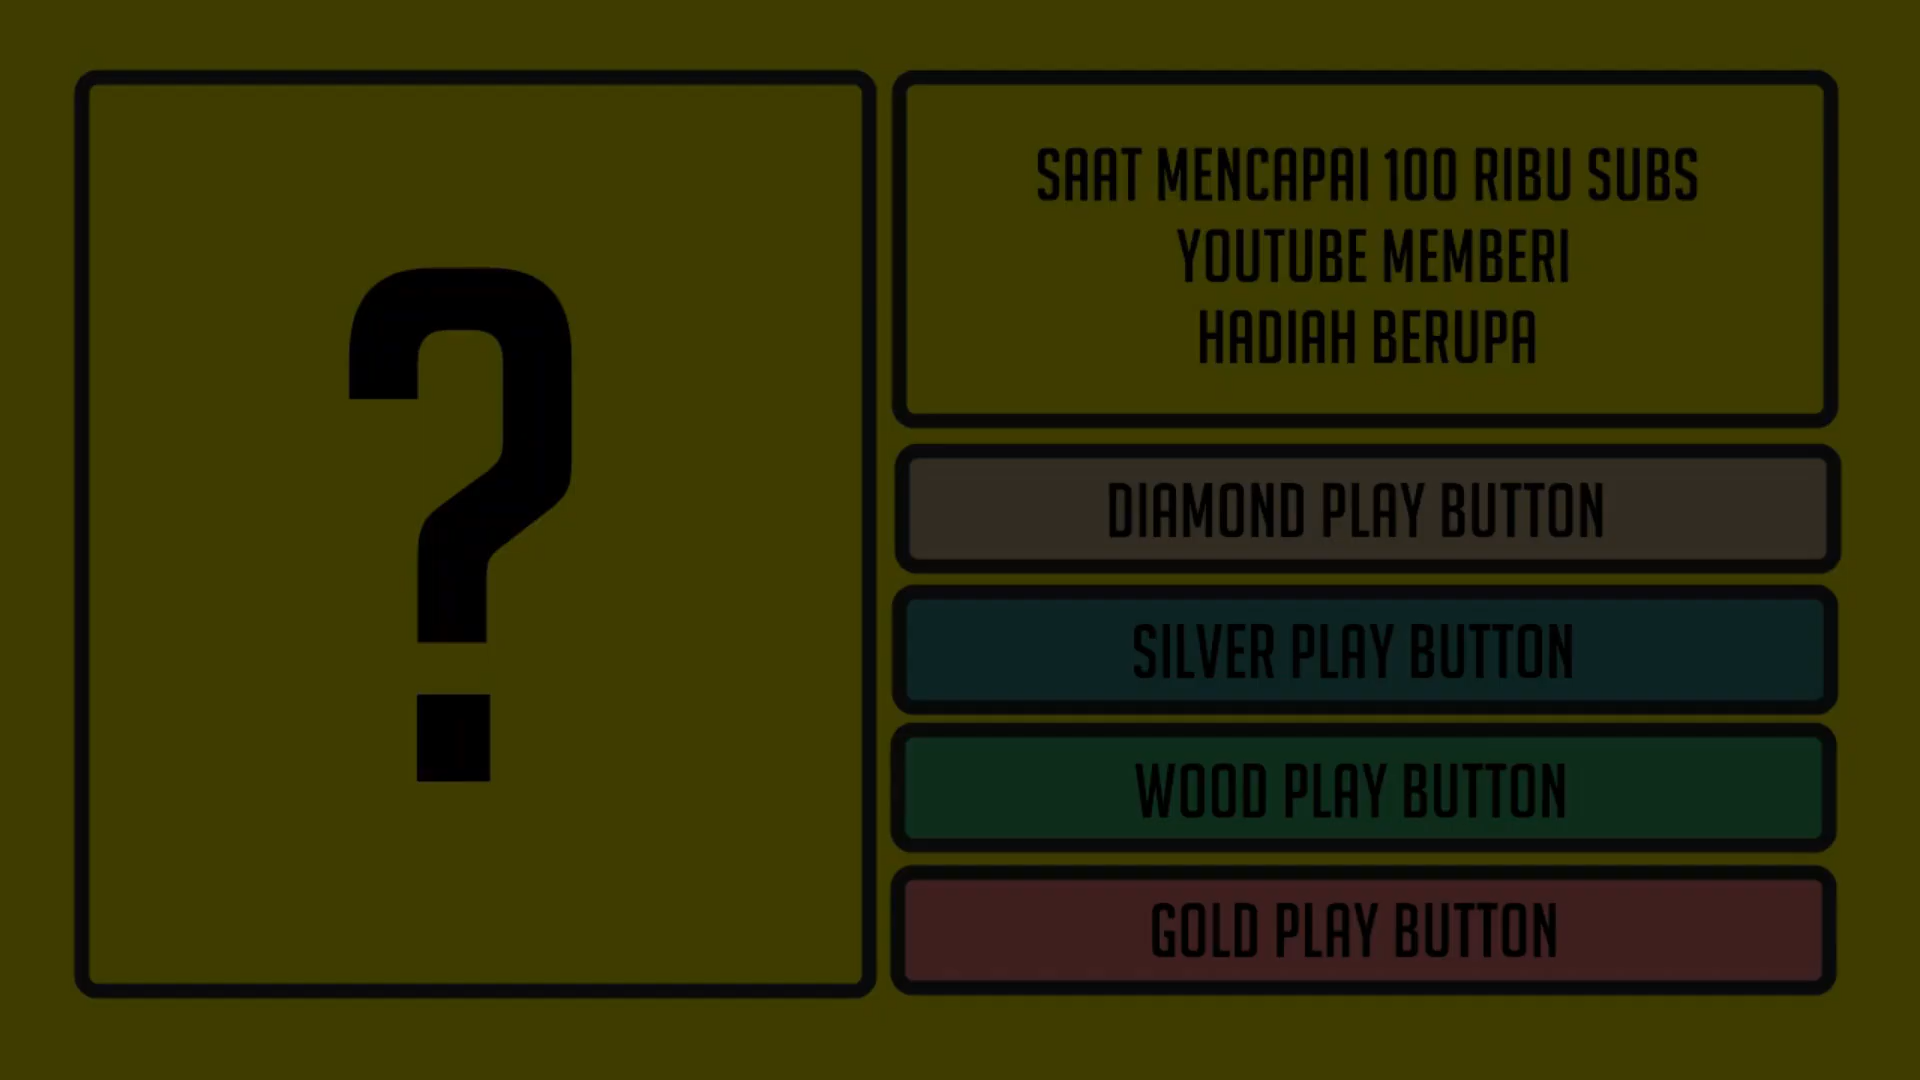 ?
SAAT MENCAPAI 100 RIBU SUBS
YOUTUBE MEMBERI
HADIAH BERUPA
DIAMOND PLAY BUTTON
SILVER PLAY BUTTON
WOOD PLAY BUTTON
GOLD PLAY BUTTON